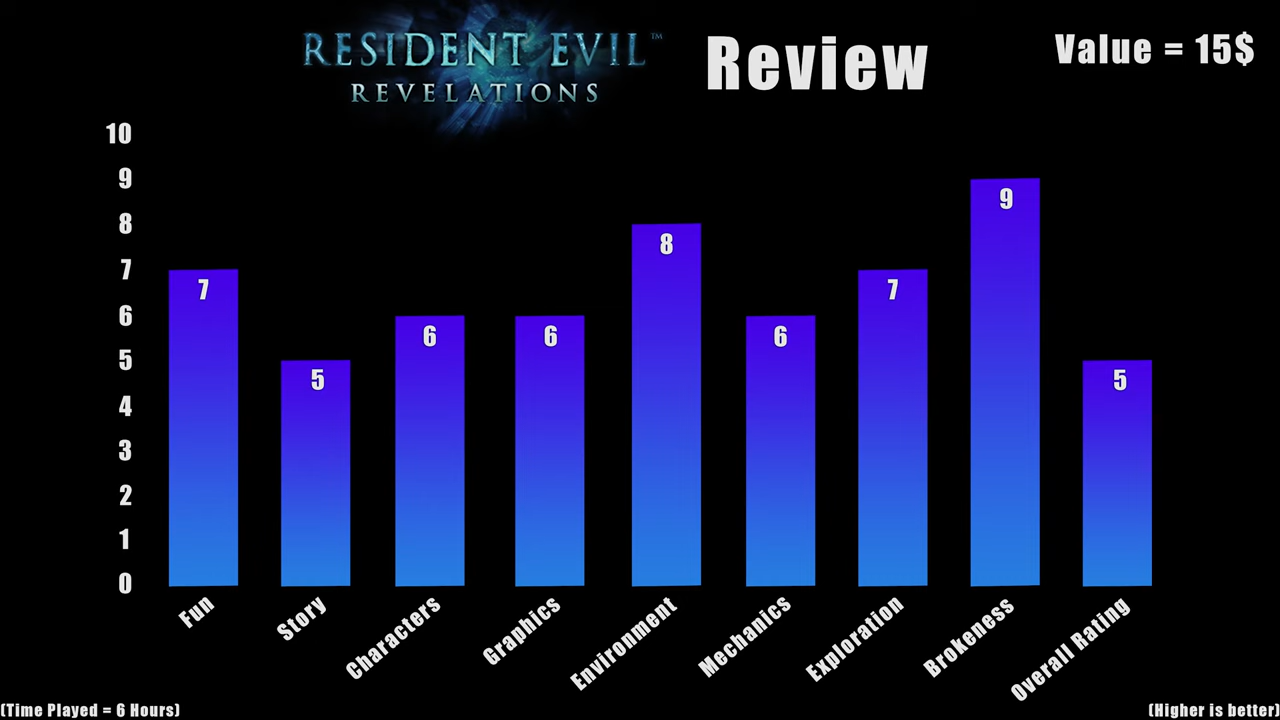 RESIDENT EVIL™
REVELATIONS
Review
Value = 15$
10
9
8
7
6
5
4
3
2
1
0
7
5
6
6
8
6
7
9
5
Fun
Story
Characters
Graphics
Environment
Mechanics
Exploration
Brokeness
Overall Rating
(Time Played = 6 Hours)
(Higher is better)